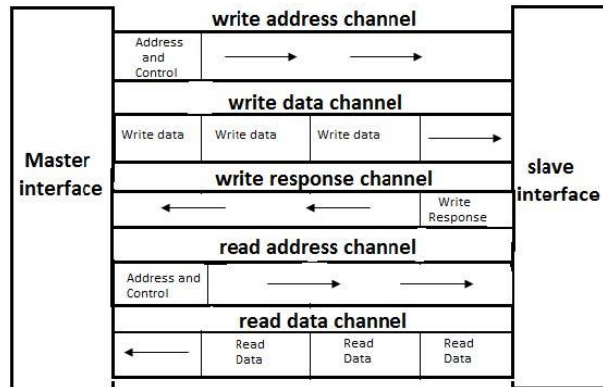 write address channel
Address
and
Control
write data channel
Write data
Write data
Write data
Master
interface
slave
interface
write response channel
Write
Response
read address channel
Address and
Control
read data channel
Read
Data
Read
Data
Read
Data